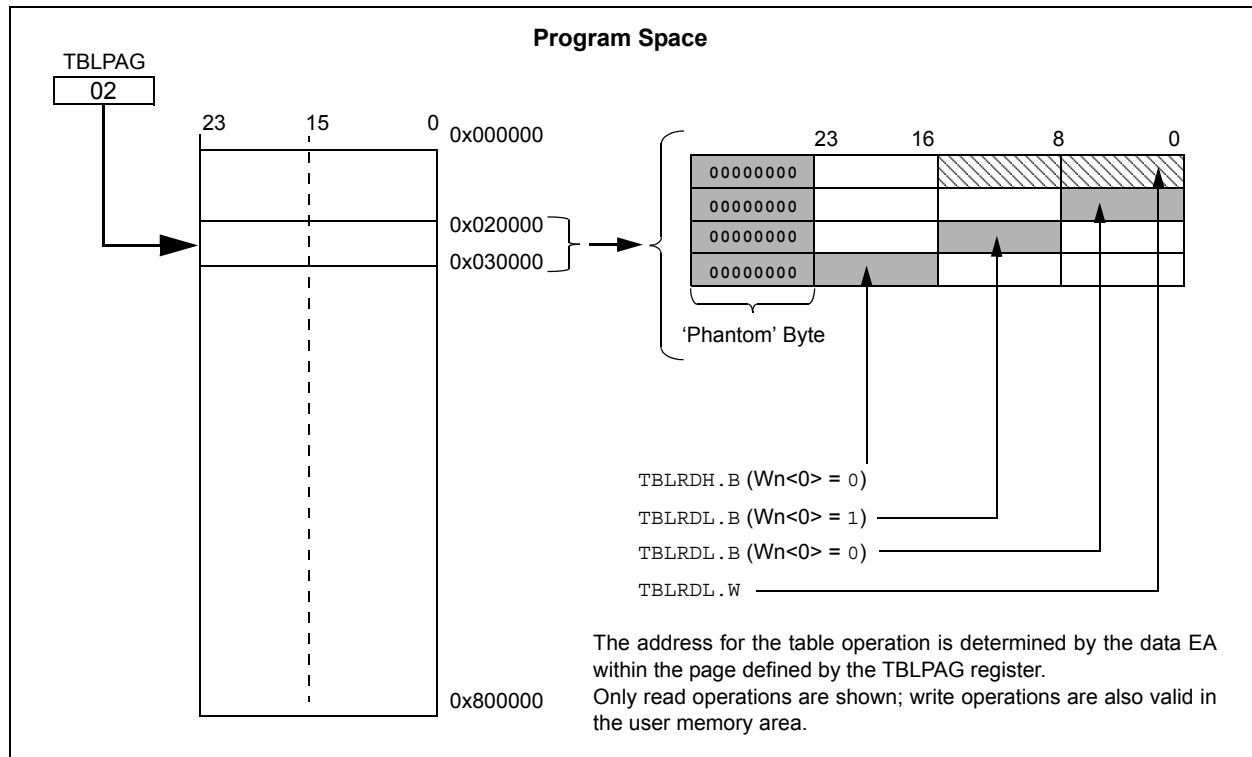 Program Space
TBLPAG
02
23 15 0
0x000000
0x020000
0x030000
0x800000
23 16 8 0
00000000
00000000
00000000
00000000
‘Phantom’ Byte
TBLRDH.B (Wn<0> = 0)
TBLRDL.B (Wn<0> = 1)
TBLRDL.B (Wn<0> = 0)
TBLRDL.W
The address for the table operation is determined by the data EA
within the page defined by the TBLPAG register.
Only read operations are shown; write operations are also valid in
the user memory area.